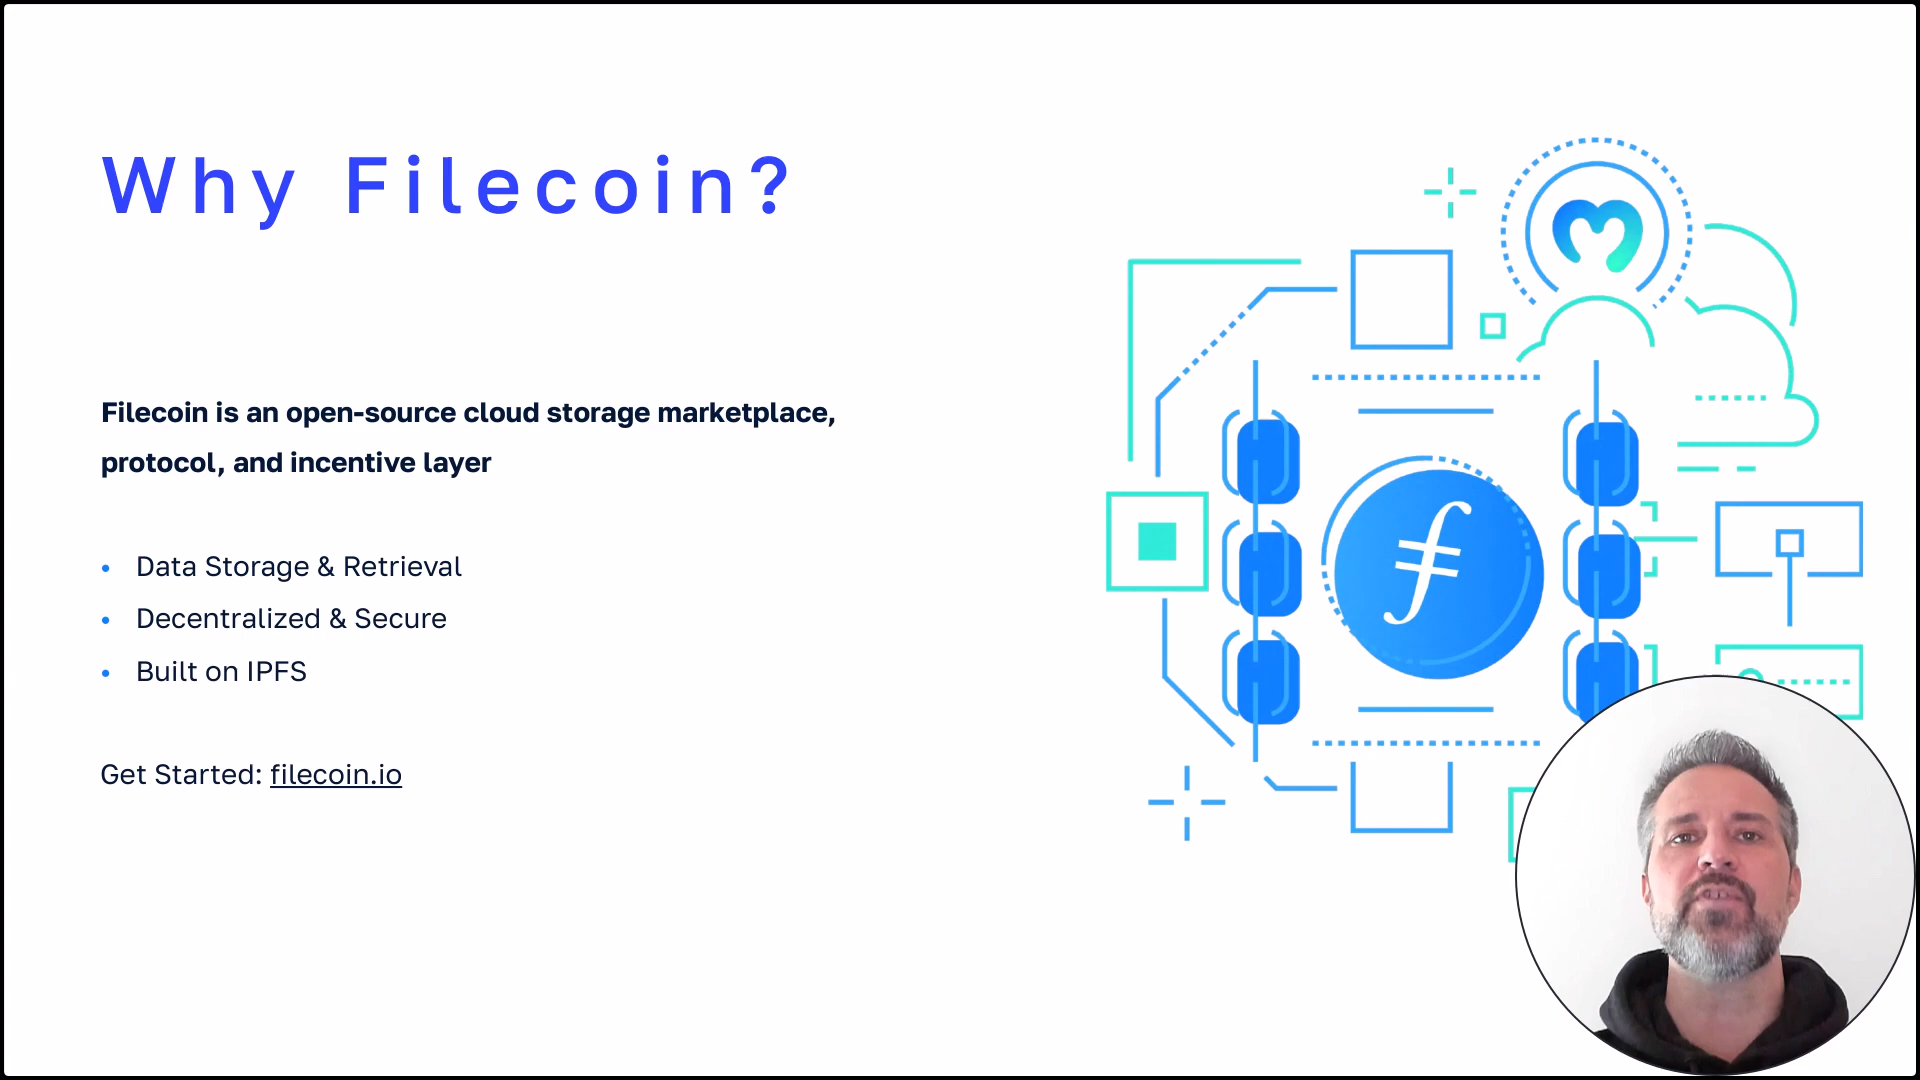 Why Filecoin?
Filecoin is an open-source cloud storage marketplace,
protocol, and incentive layer
• Data Storage & Retrieval
• Decentralized & Secure
• Built on IPFS
Get Started: filecoin.io